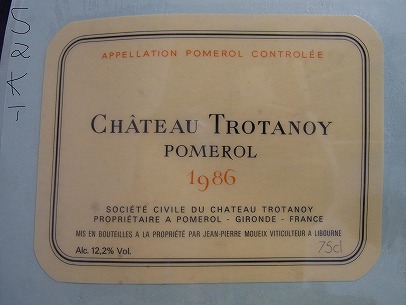 APPELLATION POMEROL CONTROLÉE
CHÂTEAU TROTANOY
POMEROL
1986
SOCIÉTÉ CIVILE DU CHATEAU TROTANOY
PROPRIÉTAIRE A POMEROL - GIRONDE - FRANCE
MIS EN BOUTEILLES A LA PROPRIÉTÉ PAR JEAN-PIERRE MOUEIX VITICULTEUR A LIBOURNE
Alc. 12,2% Vol.
75cl